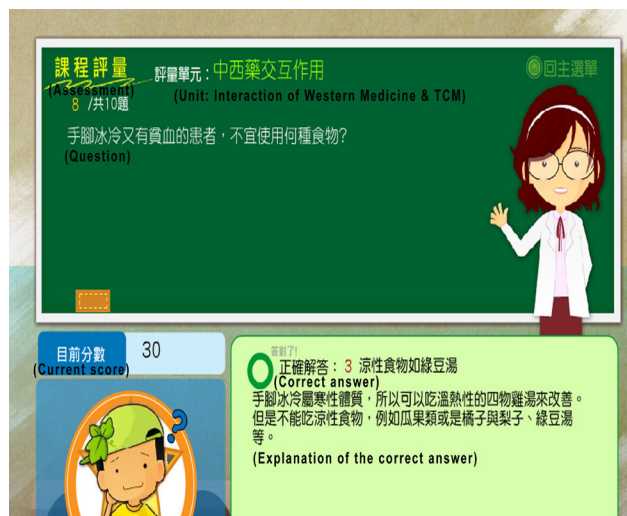 課程評量
評量單元：中西藥交互作用
回主選單
(Assessment)
(Unit: Interaction of Western Medicine & TCM)
8 /共10題
手腳冰冷又有貧血的患者，不宜使用何種食物?
(Question)
目前分數
30
(Current score)
答對了!
正確解答：3 涼性食物如綠豆湯
(Correct answer)
手腳冰冷屬寒性體質，所以可以吃溫熱性的四物雞湯來改善。
但是不能吃涼性食物，例如瓜果類或是橘子與梨子、綠豆湯
等。
(Explanation of the correct answer)